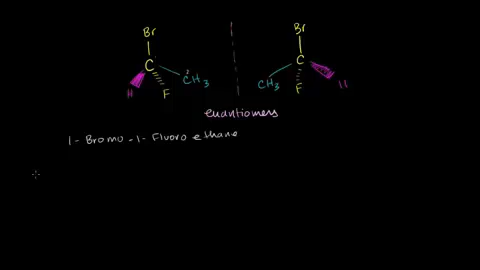 Br Br
C CH3 C
H F CH3 F H
enantiomers
1- Bromo -1- Fluoro ethane